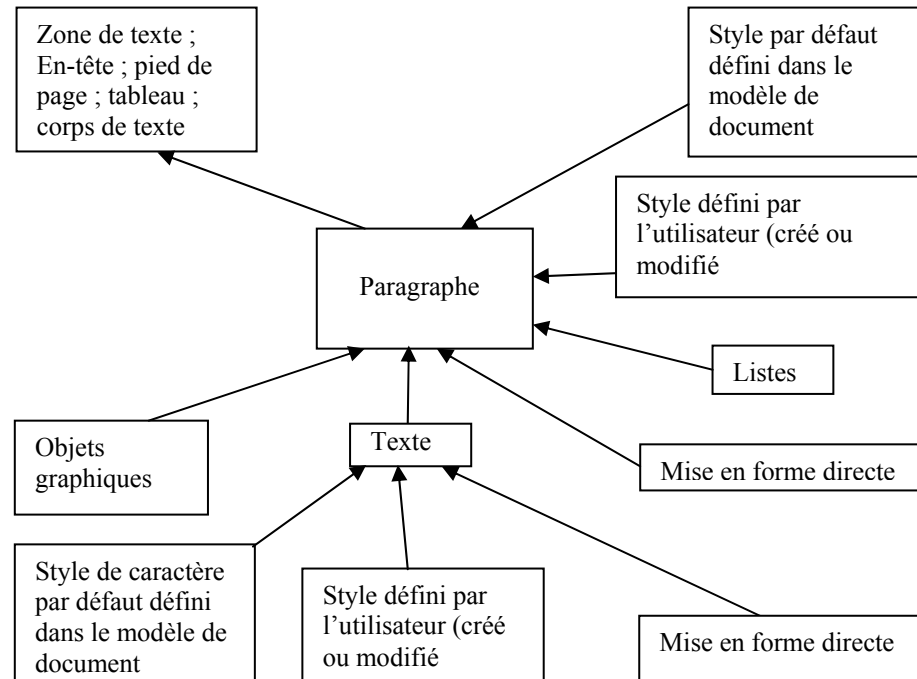 Zone de texte ;
En-tête ; pied de
page ; tableau ;
corps de texte
Style par défaut
défini dans le
modèle de
document
Style défini par
l’utilisateur (créé ou
modifié
Paragraphe
Listes
Objets
graphiques
Texte
Mise en forme directe
Style de caractère
par défaut défini
dans le modèle de
document
Style défini par
l’utilisateur (créé
ou modifié
Mise en forme directe